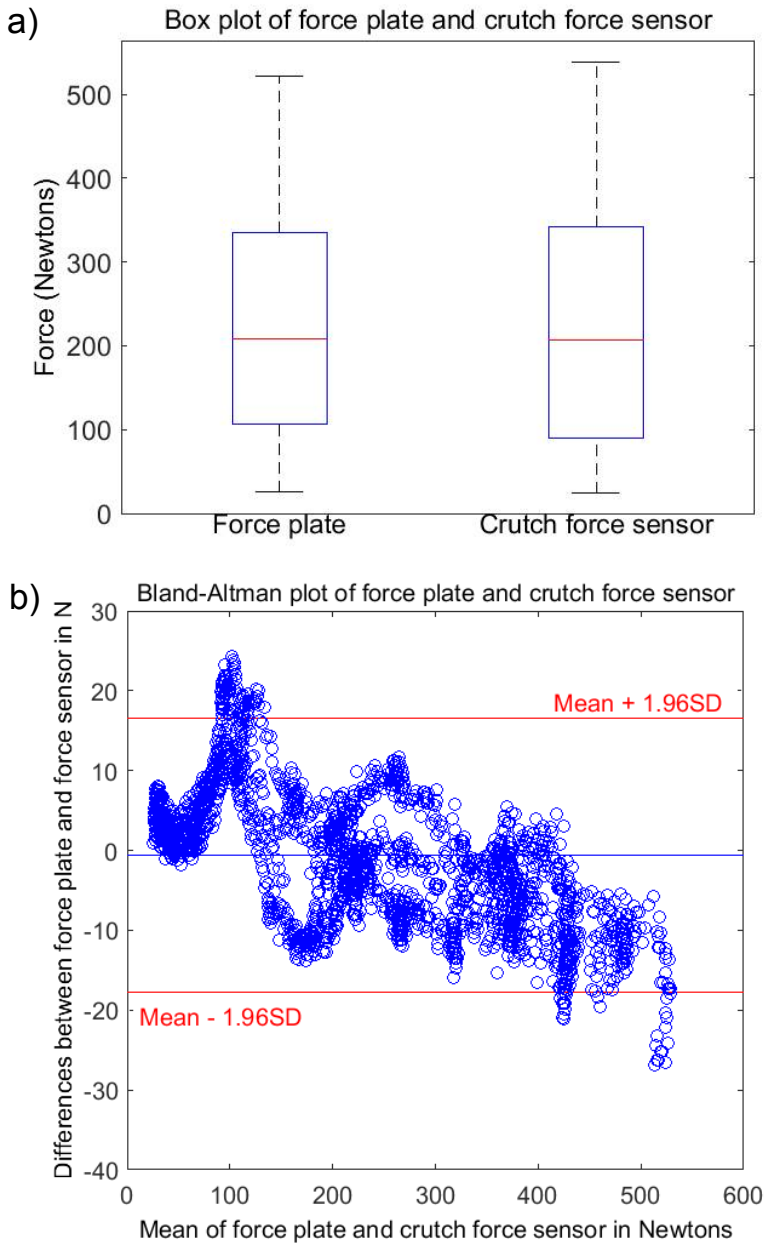 a)
Box plot of force plate and crutch force sensor
Force (Newtons)
500
400
300
200
100
0
Force plate
Crutch force sensor
b)
Bland-Altman plot of force plate and crutch force sensor
Differences between force plate and force sensor in N
30
20
10
0
-10
-20
-30
-40
Mean + 1.96SD
Mean - 1.96SD
0 100 200 300 400 500 600
Mean of force plate and crutch force sensor in Newtons